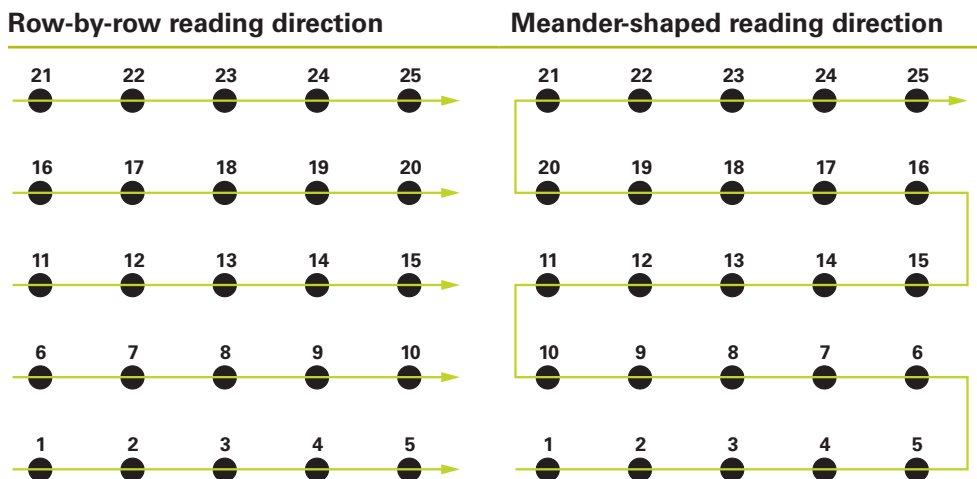 Row-by-row reading direction
21 22 23 24 25
16 17 18 19 20
11 12 13 14 15
6 7 8 9 10
1 2 3 4 5
Meander-shaped reading direction
21 22 23 24 25
20 19 18 17 16
11 12 13 14 15
10 9 8 7 6
1 2 3 4 5